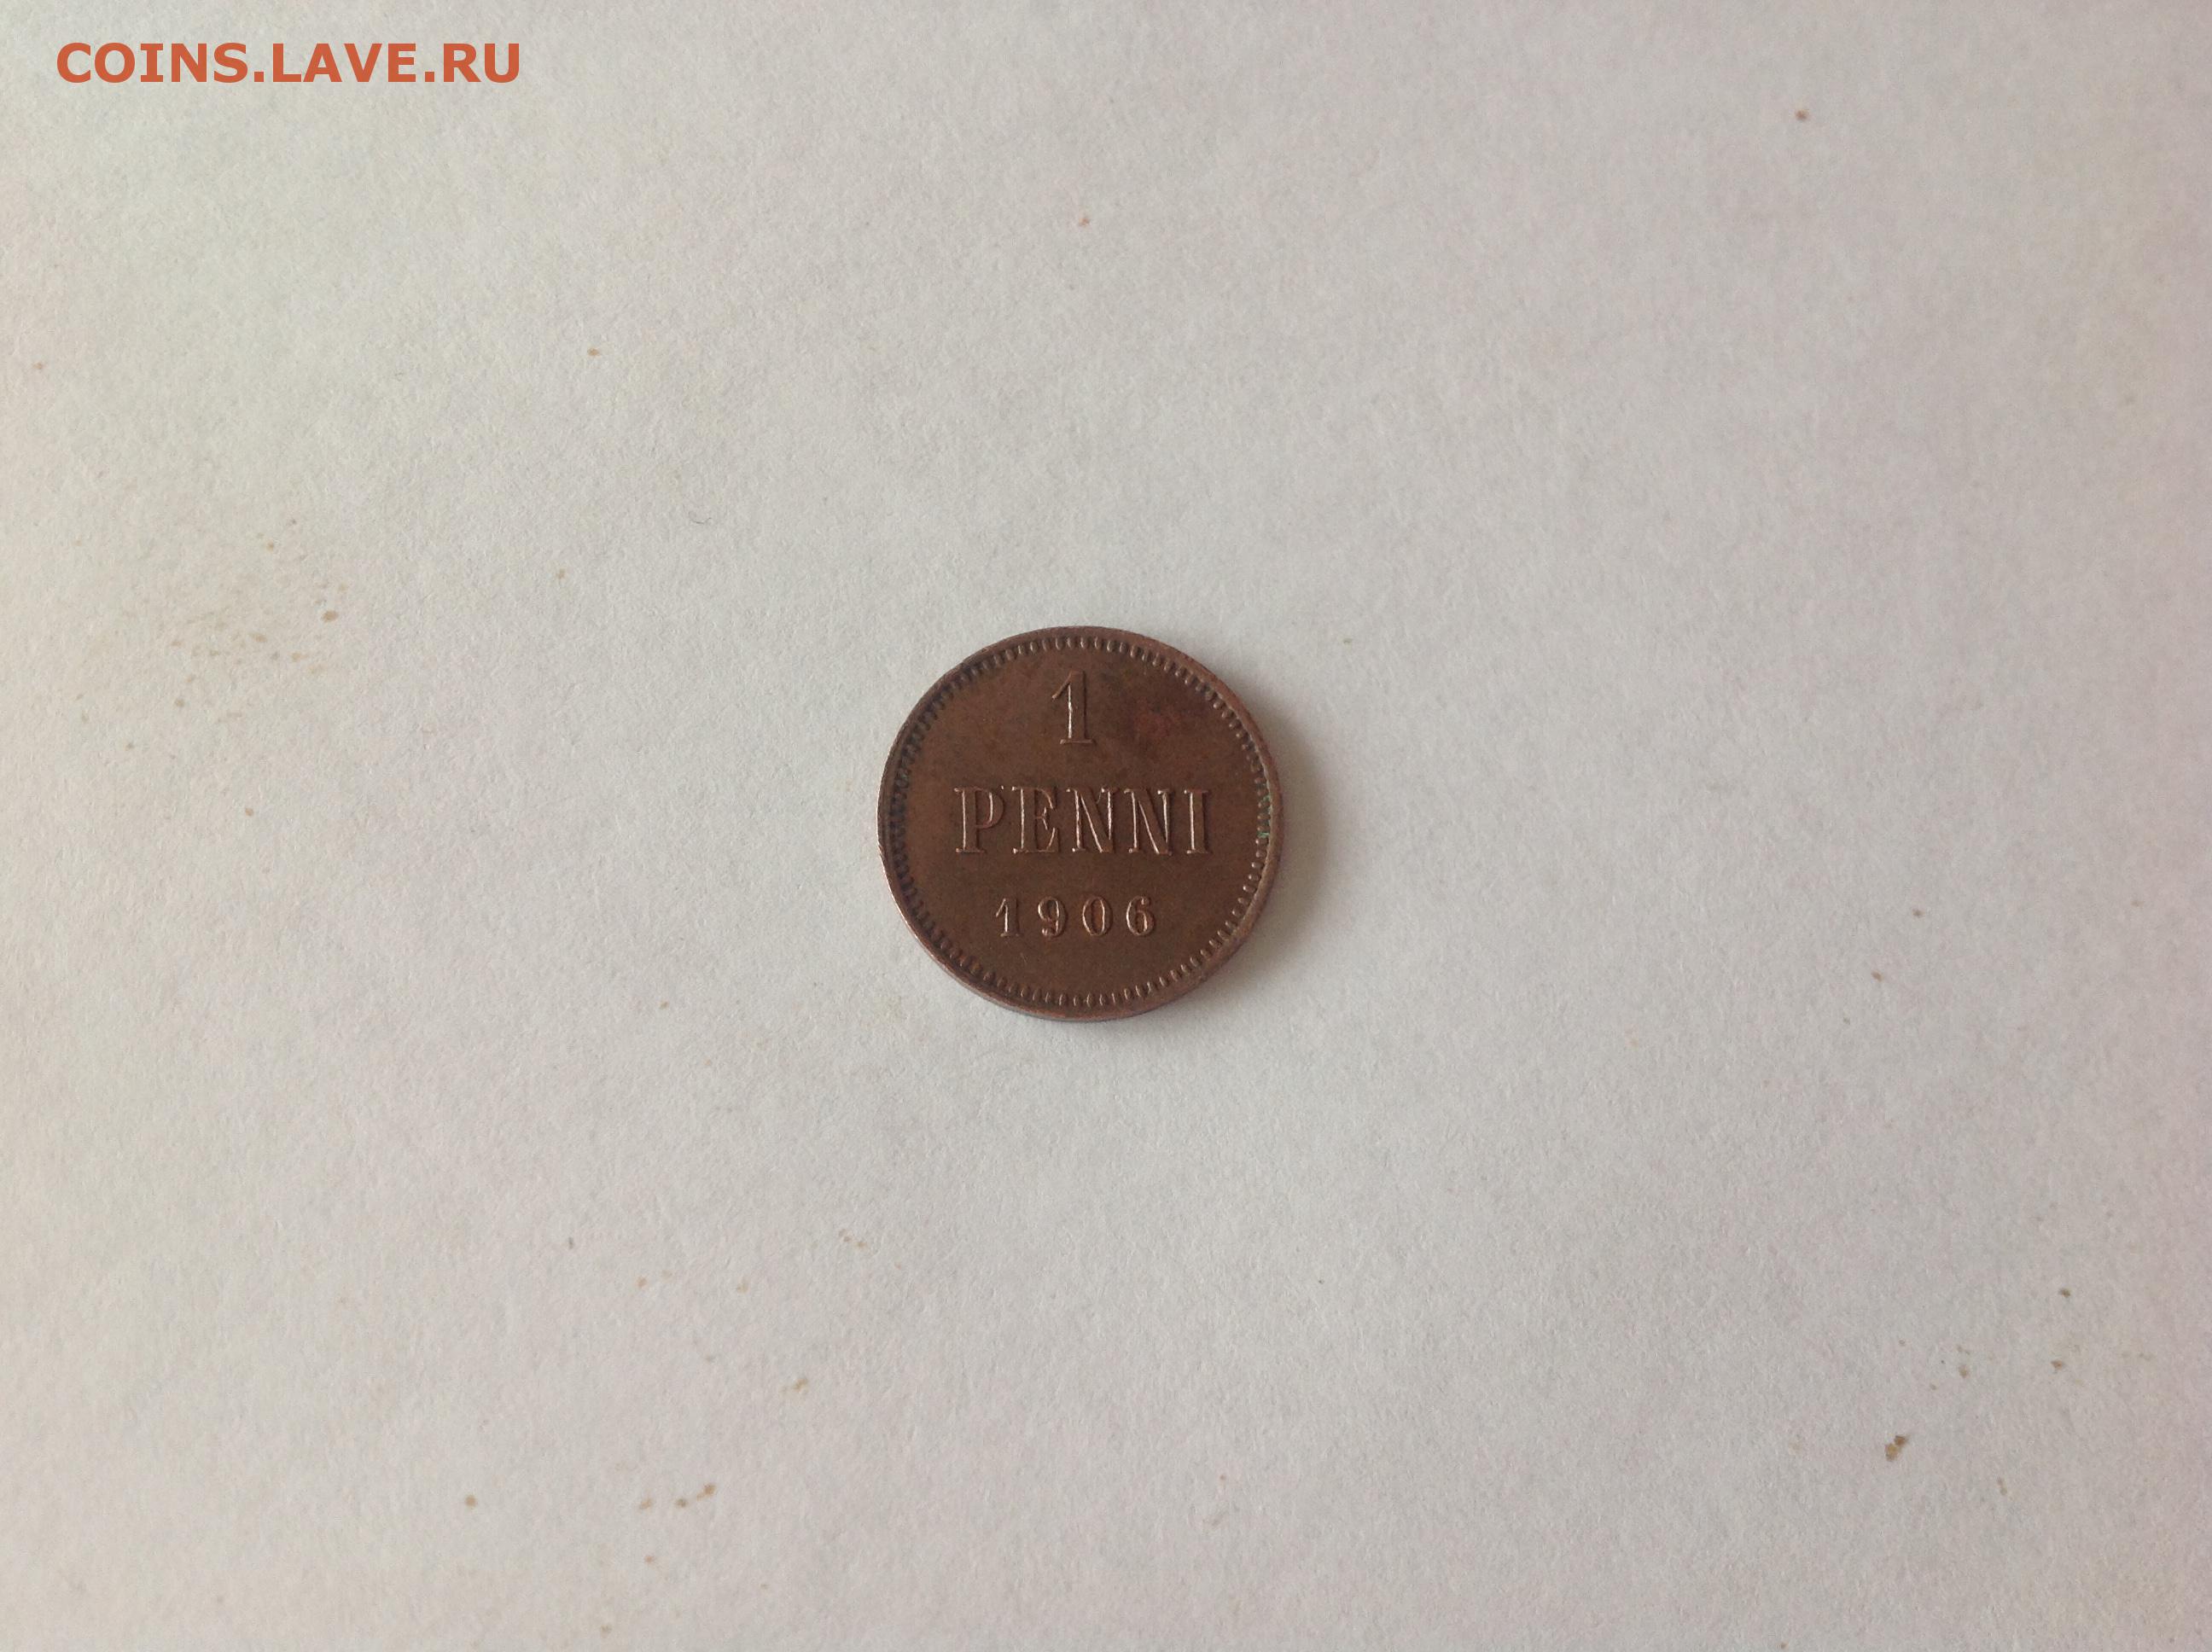 COINS.LAVE.RU
1
PENNI
1906